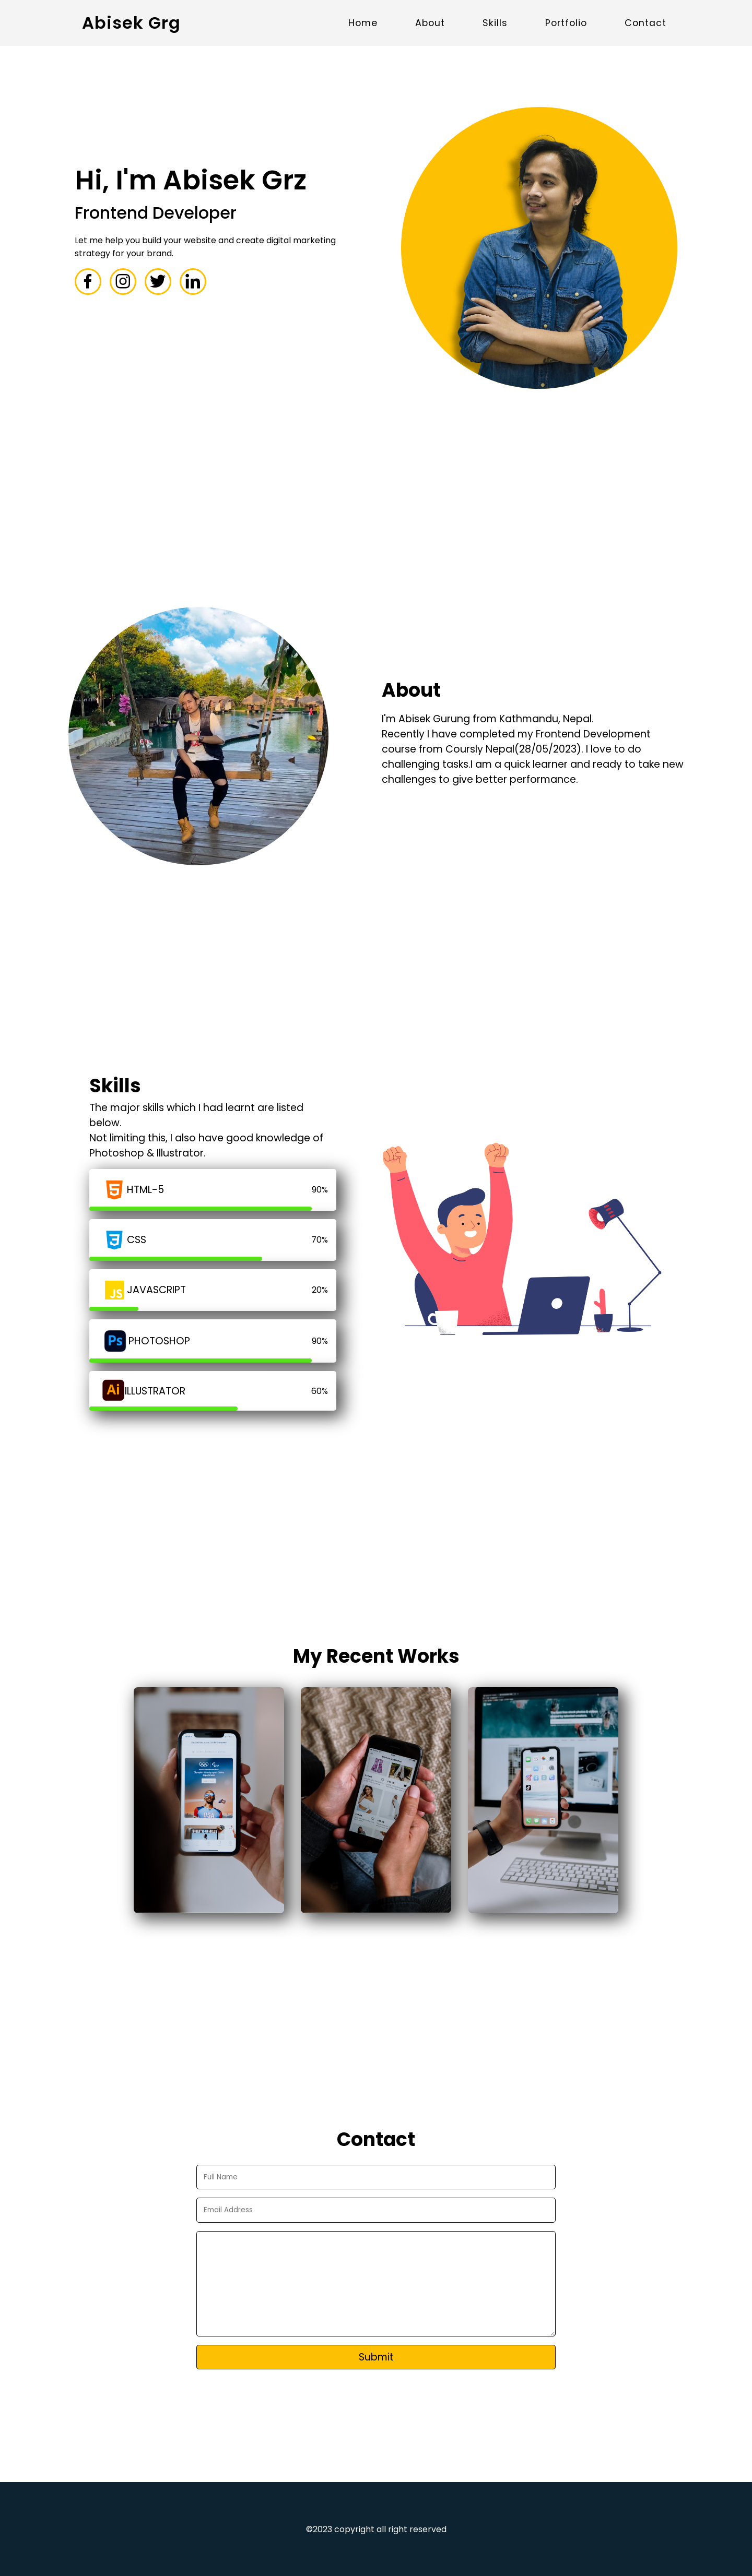 Abisek Grg
Home About Skills Portfolio Contact
Hi, I'm Abisek Grz
Frontend Developer
Let me help you build your website and create digital marketing
strategy for your brand.
About
I'm Abisek Gurung from Kathmandu, Nepal.
Recently I have completed my Frontend Development
course from Coursly Nepal(28/05/2023). I love to do
challenging tasks.I am a quick learner and ready to take new
challenges to give better performance.
Skills
The major skills which I had learnt are listed
below.
Not limiting this, I also have good knowledge of
Photoshop & Illustrator.
HTML-5 90%
CSS 70%
JS JAVASCRIPT 20%
Ps PHOTOSHOP 90%
Ai ILLUSTRATOR 60%
My Recent Works
Contact
Full Name
Email Address
Submit
©2023 copyright all right reserved